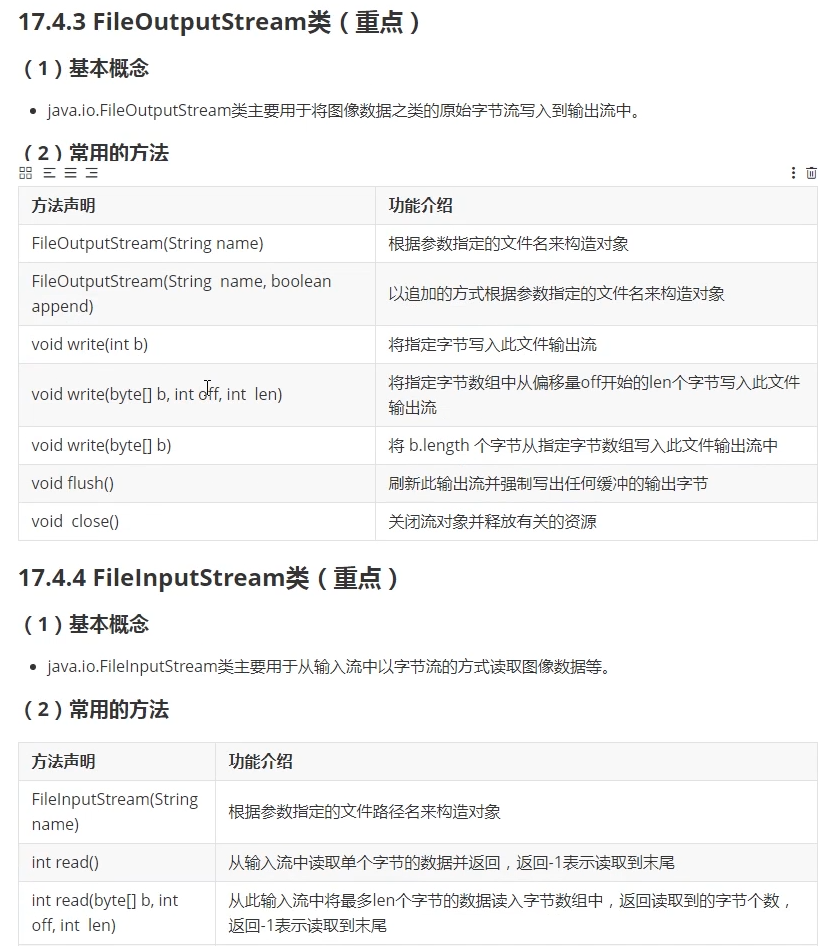 17.4.3 FileOutputStream类（重点）
（1）基本概念
java.io.FileOutputStream类主要用于将图像数据之类的原始字节流写入到输出流中。
（2）常用的方法
方法声明 功能介绍
FileOutputStream(String name) 根据参数指定的文件名来构造对象
FileOutputStream(String name, boolean
append)
以追加的方式根据参数指定的文件名来构造对象
void write(int b) 将指定字节写入此文件输出流
void write(byte[] b, int off, int len)
将指定字节数组中从偏移量off开始的len个字节写入此文件
输出流
void write(byte[] b) 将 b.length 个字节从指定字节数组写入此文件输出流中
void flush() 刷新此输出流并强制写出任何缓冲的输出字节
void close() 关闭流对象并释放有关的资源
17.4.4 FileInputStream类（重点）
（1）基本概念
java.io.FileInputStream类主要用于从输入流中以字节流的方式读取图像数据等。
（2）常用的方法
方法声明 功能介绍
FileInputStream(String
name)
根据参数指定的文件路径名来构造对象
int read() 从输入流中读取单个字节的数据并返回，返回-1表示读取到末尾
int read(byte[] b, int
off, int len)
从此输入流中将最多len个字节的数据读入字节数组中，返回读取到的字节个数，
返回-1表示读取到末尾